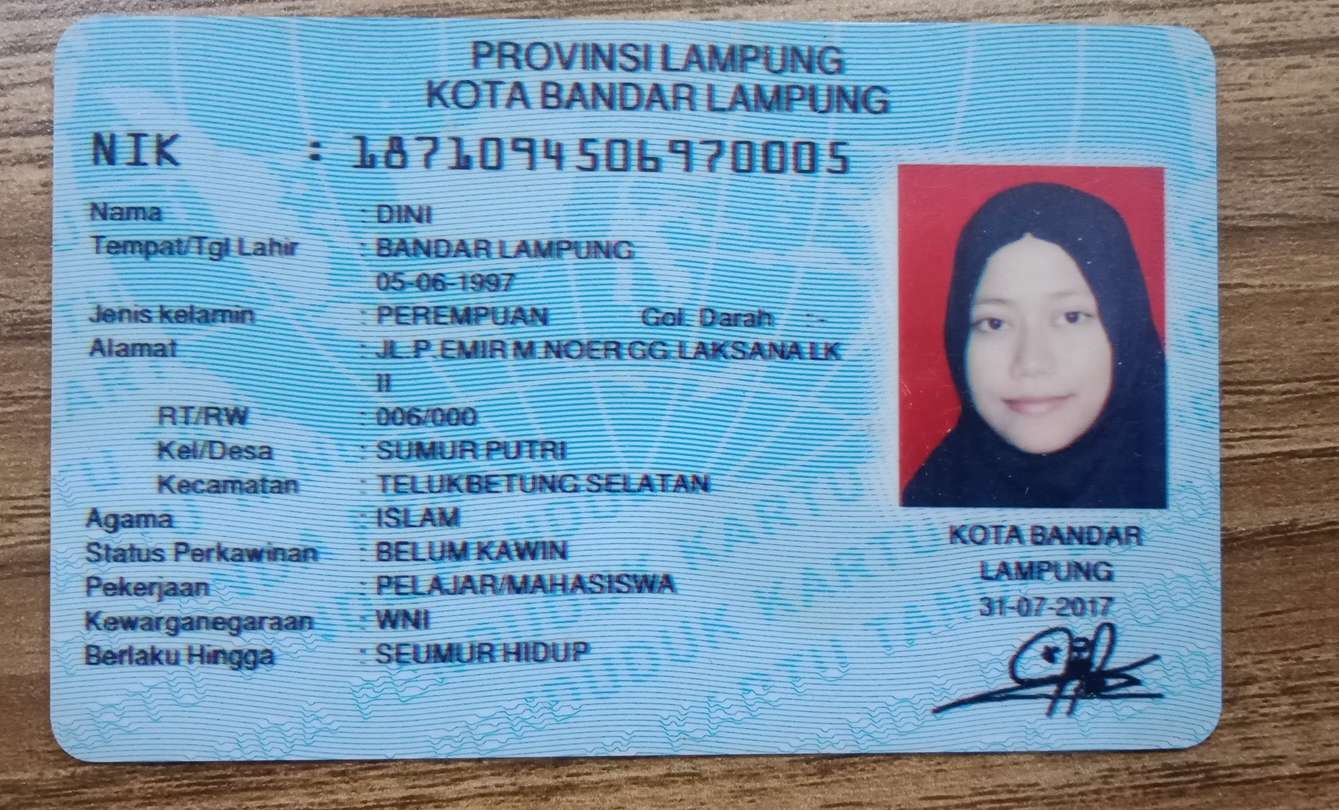 PROVINSI LAMPUNG
KOTA BANDAR LAMPUNG
NIK : 1871094506970005
Nama : DINI
Tempat/Tgl Lahir : BANDAR LAMPUNG
05-06-1997
Jenis kelamin : PEREMPUAN Gol. Darah : -
Alamat : JL.P.EMIR M.NOER GG.LAKSANA LK
II
RT/RW : 006/000
Kel/Desa : SUMUR PUTRI
Kecamatan : TELUKBETUNG SELATAN
Agama : ISLAM
Status Perkawinan : BELUM KAWIN
Pekerjaan : PELAJAR/MAHASISWA
Kewarganegaraan : WNI
Berlaku Hingga : SEUMUR HIDUP
KOTA BANDAR
LAMPUNG
31-07-2017